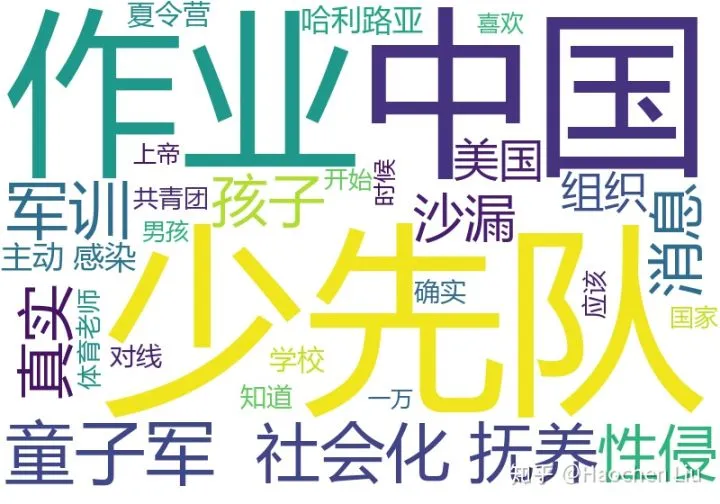 夏令营
哈利路亚
喜欢
作业
中国
上帝
美国
时候
军训
共青团
孩子
开始
沙漏
组织
消息
男孩
主动
感染
少先队
真实
体育老师
确实
应该
国家
对线
学校
知道
一万
童子军
社会化
抚养
性侵
知乎 @Haochen Liu